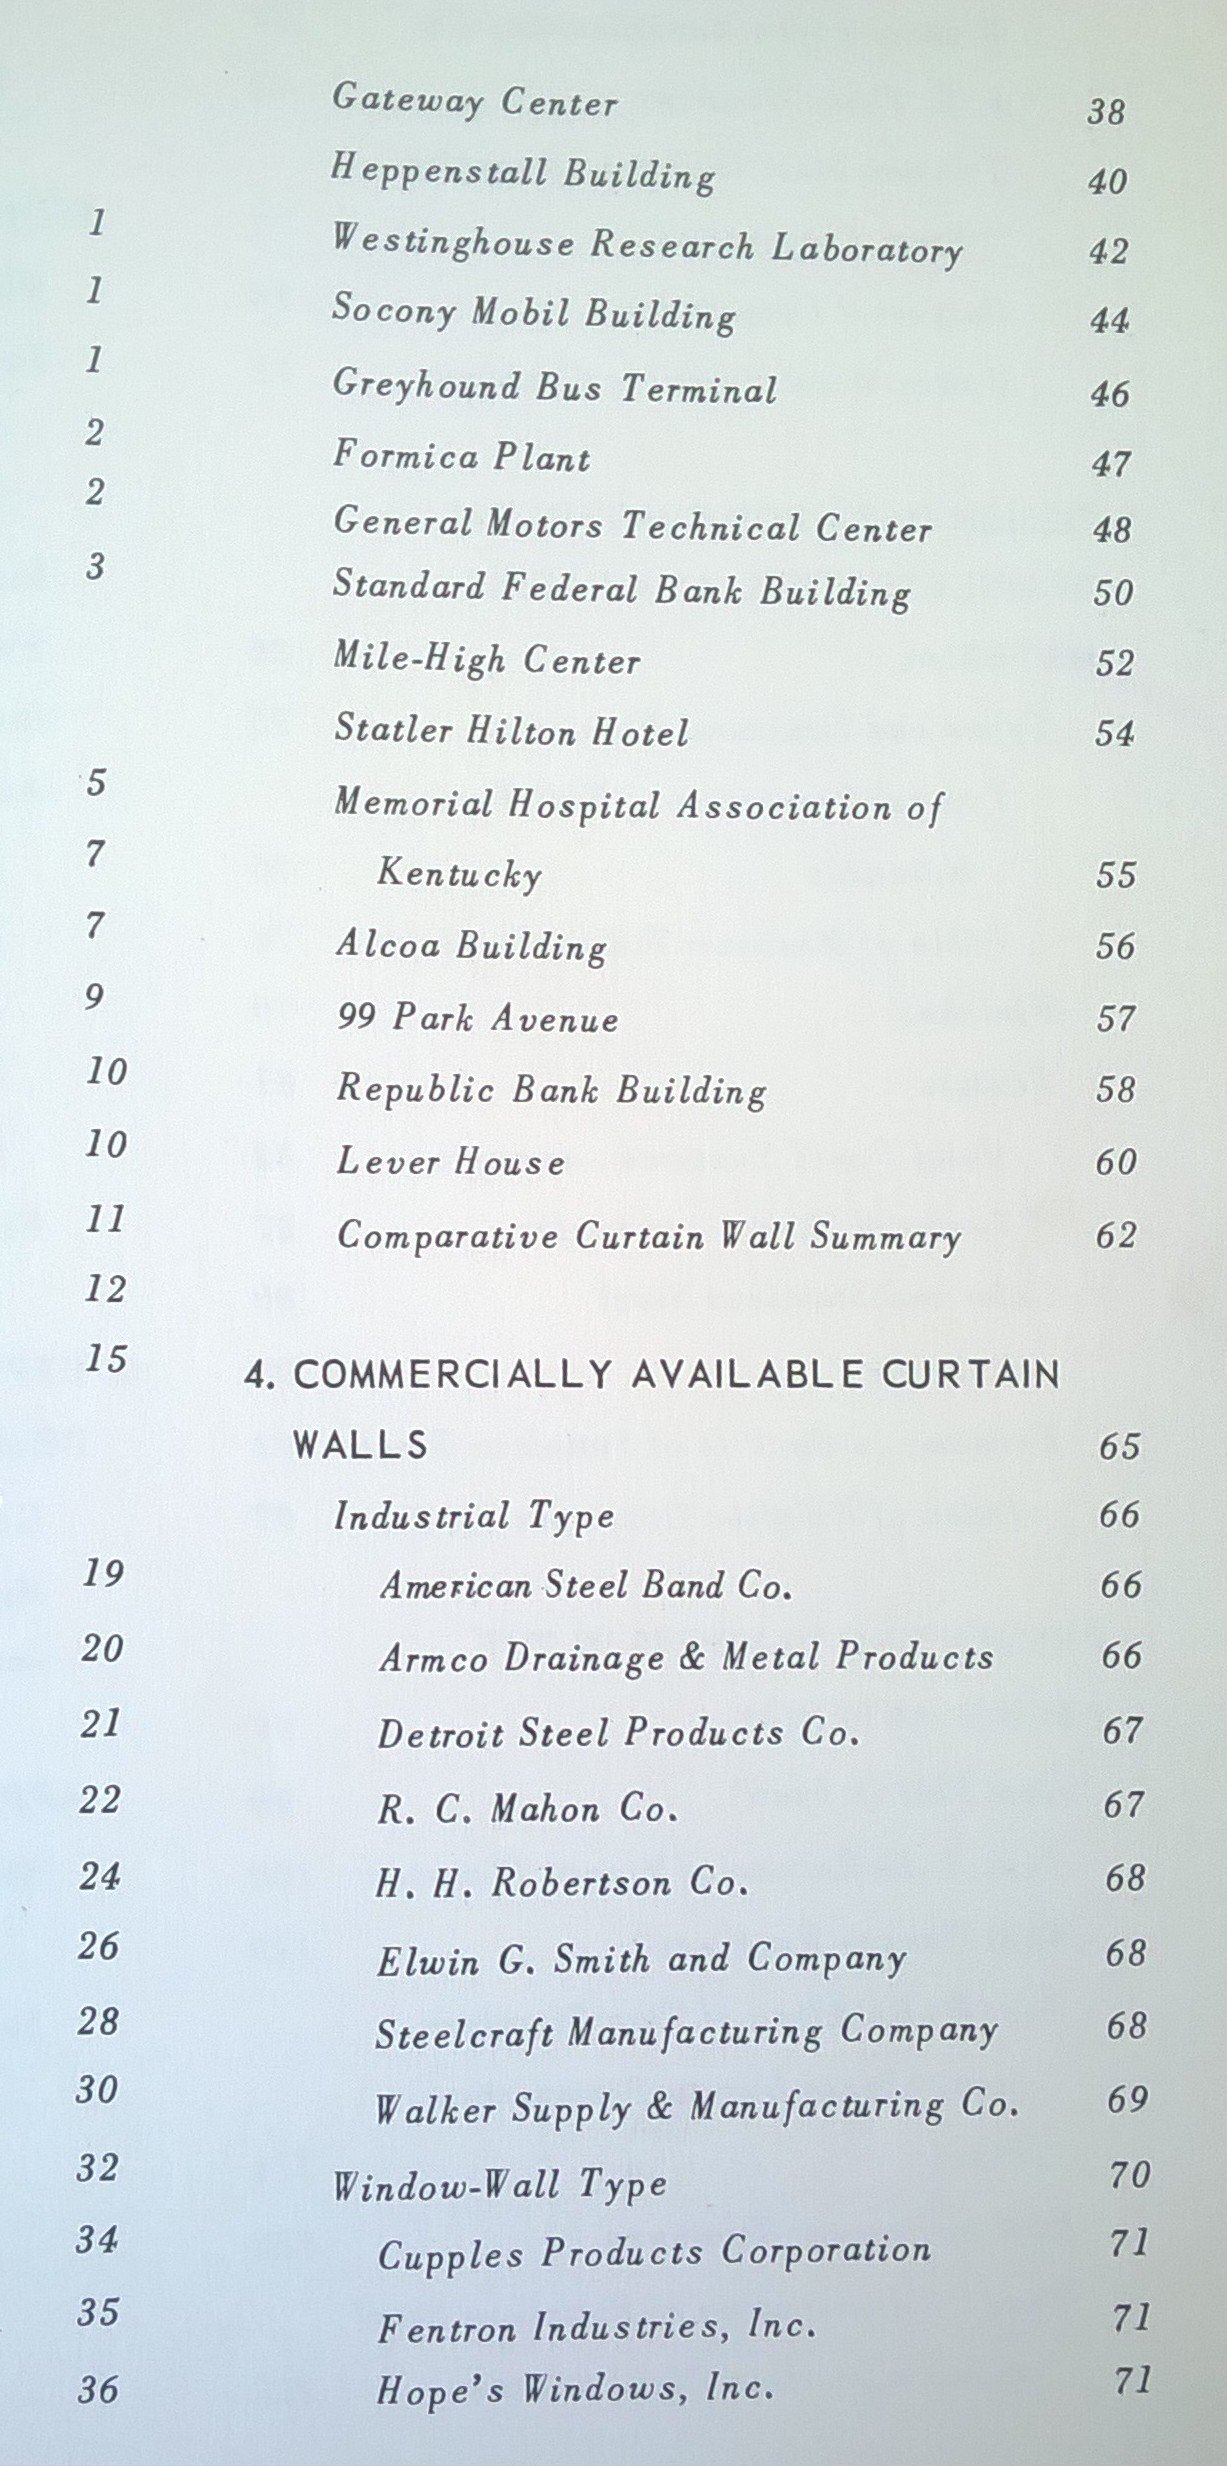 1
1
1
2
2
3
5
7
7
9
10
10
11
12
15
19
20
21
22
24
26
28
30
32
34
35
36
Gateway Center 38
Heppenstall Building 40
Westinghouse Research Laboratory 42
Socony Mobil Building 44
Greyhound Bus Terminal 46
Formica Plant 47
General Motors Technical Center 48
Standard Federal Bank Building 50
Mile-High Center 52
Statler Hilton Hotel 54
Memorial Hospital Association of
Kentucky 55
Alcoa Building 56
99 Park Avenue 57
Republic Bank Building 58
Lever House 60
Comparative Curtain Wall Summary 62
4. COMMERCIALLY AVAILABLE CURTAIN
WALLS 65
Industrial Type 66
American Steel Band Co. 66
Armco Drainage & Metal Products 66
Detroit Steel Products Co. 67
R. C. Mahon Co. 67
H. H. Robertson Co. 68
Elwin G. Smith and Company 68
Steelcraft Manufacturing Company 68
Walker Supply & Manufacturing Co. 69
Window-Wall Type 70
Cupples Products Corporation 71
Fentron Industries, Inc. 71
Hope's Windows, Inc. 71